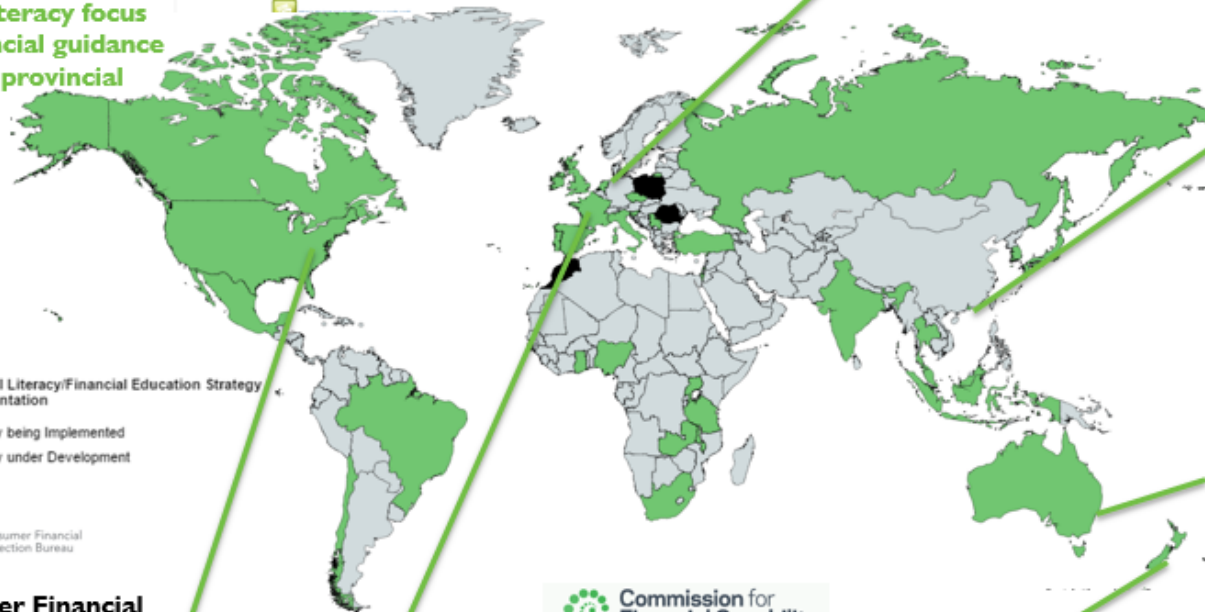 teracy focus
ncial guidance
provincial
l Literacy/Financial Education Strategy
ntation
y being Implemented
y under Development
sumer Financial
ection Bureau
er Financial
Commission for